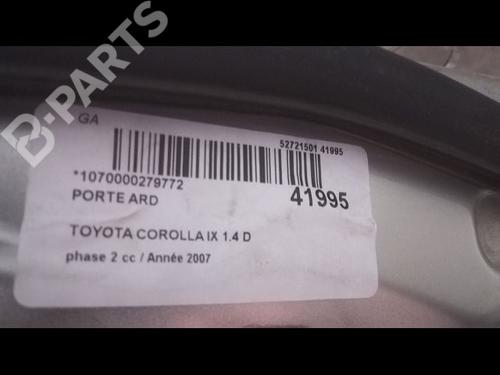 B-PARTS
GA
52721501 41995
*1070000279772
41995
PORTE ARD
TOYOTA COROLLA IX 1.4 D
phase 2 cc / Année 2007